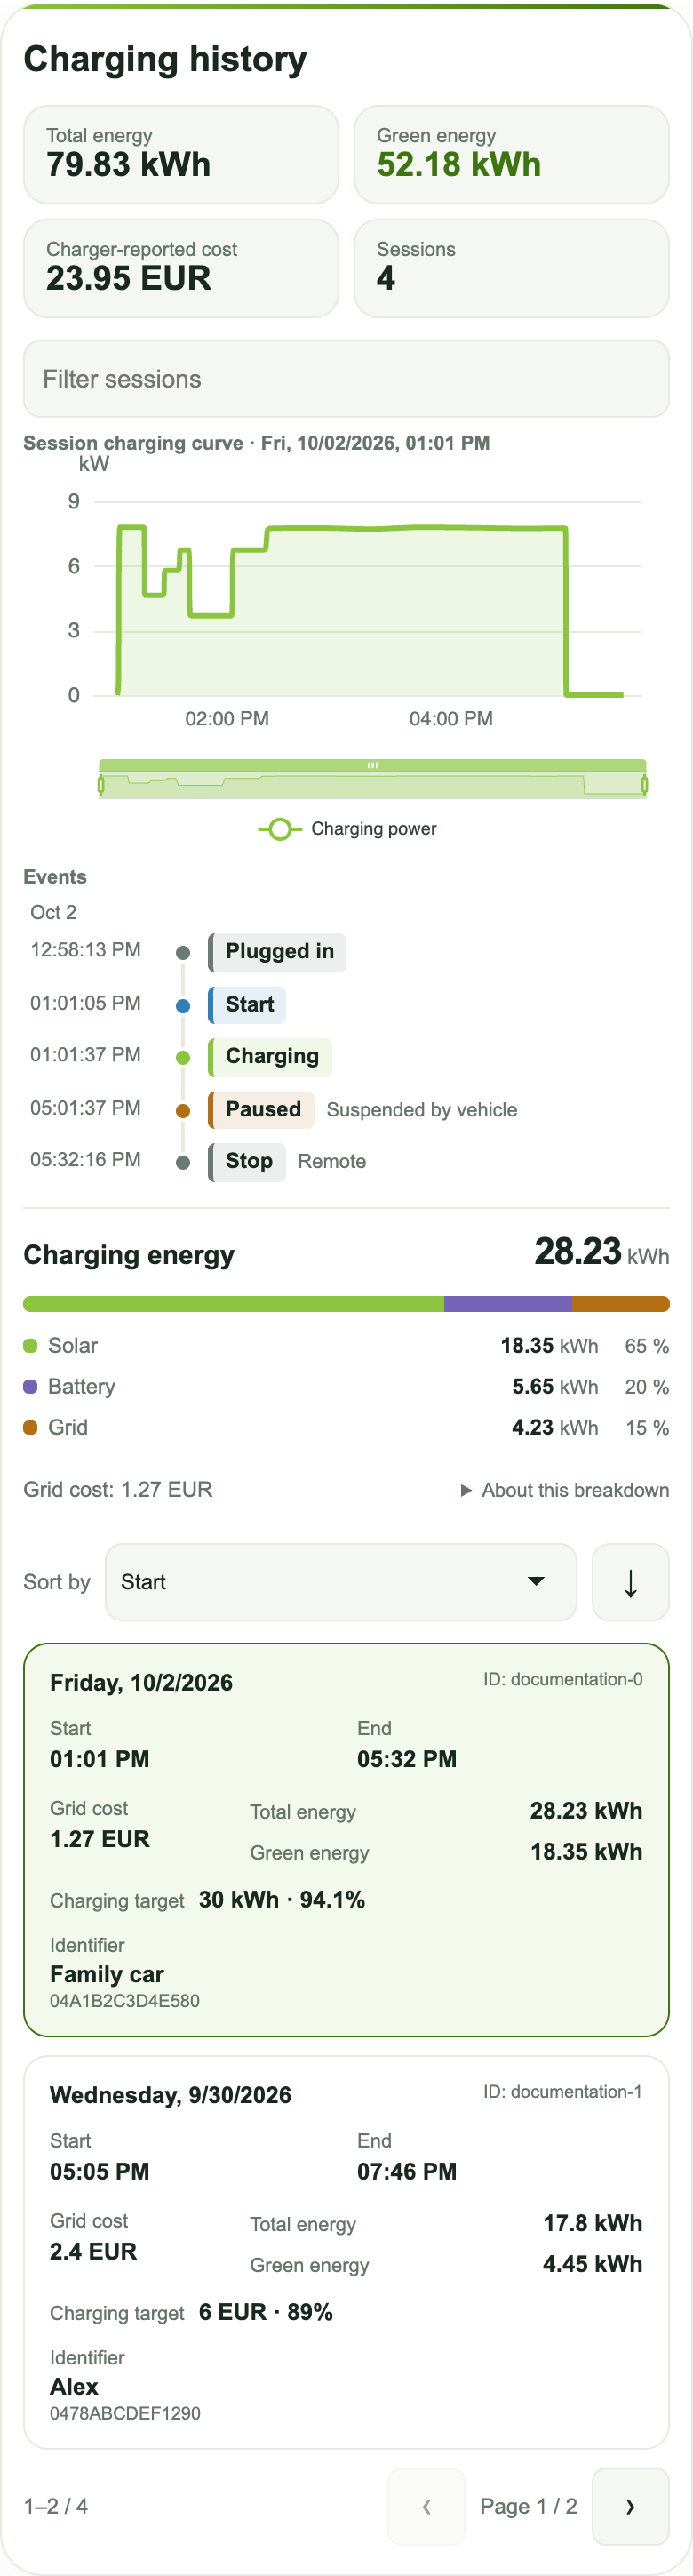 Charging history
Total energy
79.83 kWh
Green energy
52.18 kWh
Charger-reported cost
23.95 EUR
Sessions
4
Filter sessions
Session charging curve · Fri, 10/02/2026, 01:01 PM
kW
9
6
3
0
02:00 PM 04:00 PM
Charging power
Events
Oct 2
12:58:13 PM Plugged in
01:01:05 PM Start
01:01:37 PM Charging
05:01:37 PM Paused Suspended by vehicle
05:32:16 PM Stop Remote
Charging energy 28.23 kWh
Solar 18.35 kWh 65 %
Battery 5.65 kWh 20 %
Grid 4.23 kWh 15 %
Grid cost: 1.27 EUR ▶ About this breakdown
Sort by Start ↓
Friday, 10/2/2026 ID: documentation-0
Start End
01:01 PM 05:32 PM
Grid cost
1.27 EUR
Total energy 28.23 kWh
Green energy 18.35 kWh
Charging target 30 kWh · 94.1%
Identifier
Family car
04A1B2C3D4E580
Wednesday, 9/30/2026 ID: documentation-1
Start End
05:05 PM 07:46 PM
Grid cost
2.4 EUR
Total energy 17.8 kWh
Green energy 4.45 kWh
Charging target 6 EUR · 89%
Identifier
Alex
0478ABCDEF1290
1–2 / 4 ‹ Page 1 / 2 ›